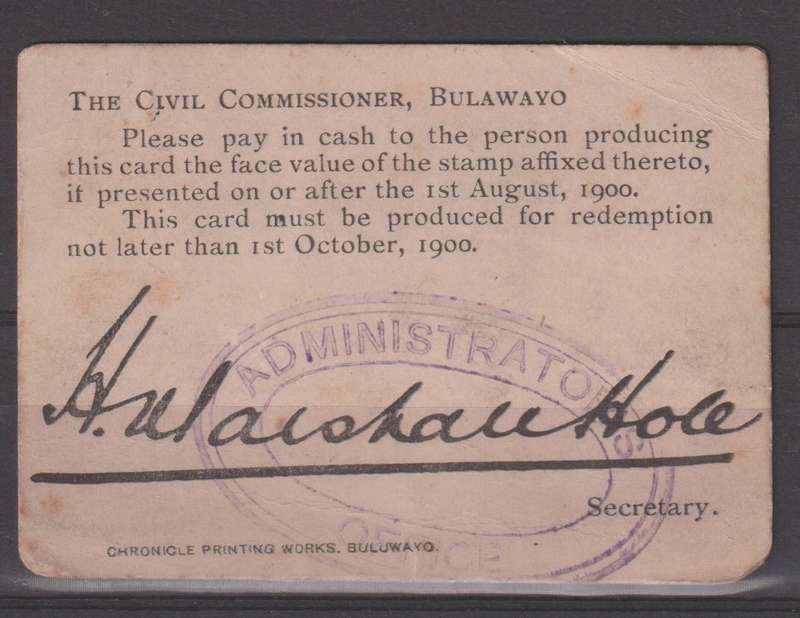 THE CIVIL COMMISSIONER, BULAWAYO
Please pay in cash to the person producing
this card the face value of the stamp affixed thereto,
if presented on or after the 1st August, 1900.
This card must be produced for redemption
not later than 1st October, 1900.
ADMINISTRATOR'S
H. Marshall Hole
Secretary.
OFFICE
CHRONICLE PRINTING WORKS, BULUWAYO.